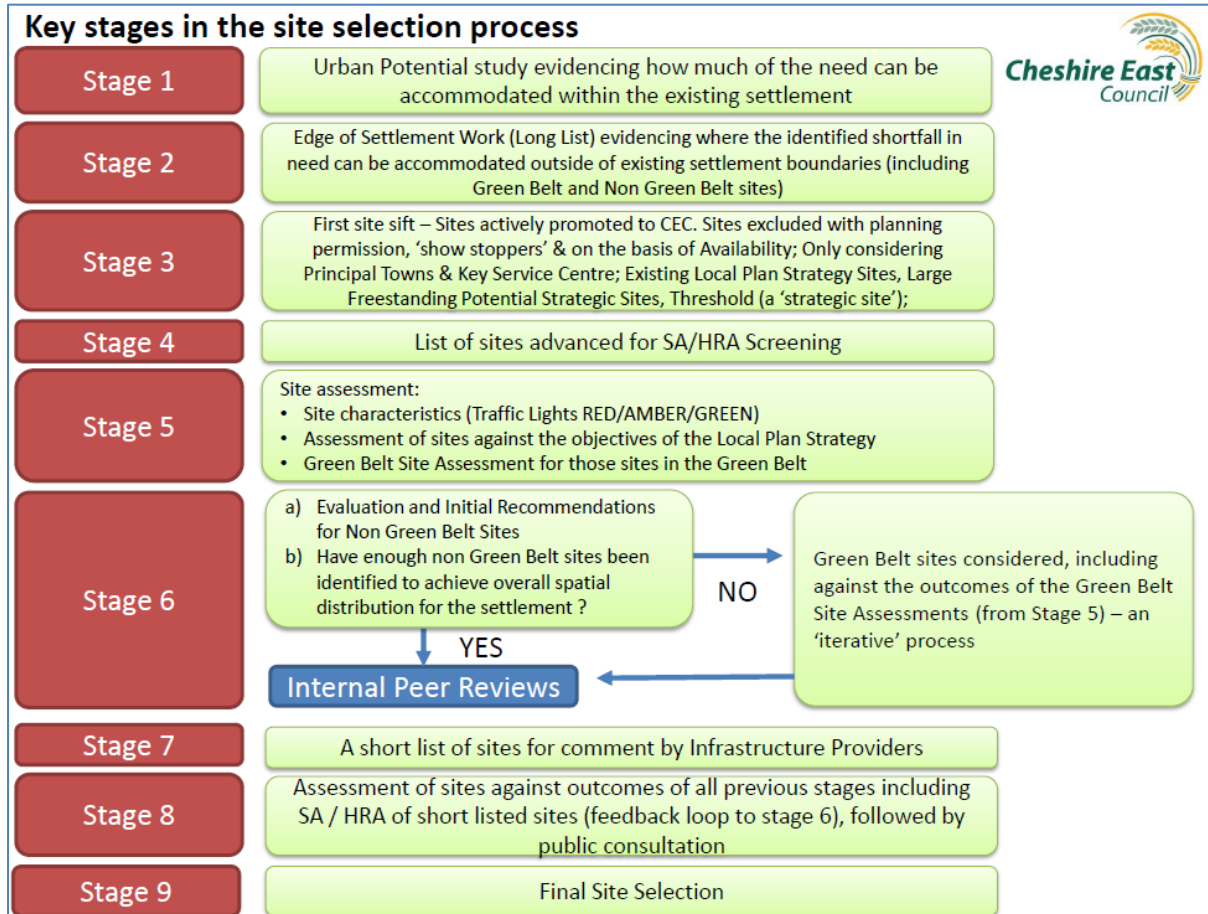 Key stages in the site selection process
Cheshire East
Council
Stage 1
Urban Potential study evidencing how much of the need can be
accommodated within the existing settlement
Stage 2
Edge of Settlement Work (Long List) evidencing where the identified shortfall in
need can be accommodated outside of existing settlement boundaries (including
Green Belt and Non Green Belt sites)
Stage 3
First site sift – Sites actively promoted to CEC. Sites excluded with planning
permission, ‘show stoppers’ & on the basis of Availability; Only considering
Principal Towns & Key Service Centre; Existing Local Plan Strategy Sites, Large
Freestanding Potential Strategic Sites, Threshold (a ‘strategic site’);
Stage 4
List of sites advanced for SA/HRA Screening
Stage 5
Site assessment:
• Site characteristics (Traffic Lights RED/AMBER/GREEN)
• Assessment of sites against the objectives of the Local Plan Strategy
• Green Belt Site Assessment for those sites in the Green Belt
Stage 6
a) Evaluation and Initial Recommendations
for Non Green Belt Sites
b) Have enough non Green Belt sites been
identified to achieve overall spatial
distribution for the settlement ?
NO
Green Belt sites considered, including
against the outcomes of the Green Belt
Site Assessments (from Stage 5) – an
‘iterative’ process
YES
Internal Peer Reviews
Stage 7
A short list of sites for comment by Infrastructure Providers
Stage 8
Assessment of sites against outcomes of all previous stages including
SA / HRA of short listed sites (feedback loop to stage 6), followed by
public consultation
Stage 9
Final Site Selection